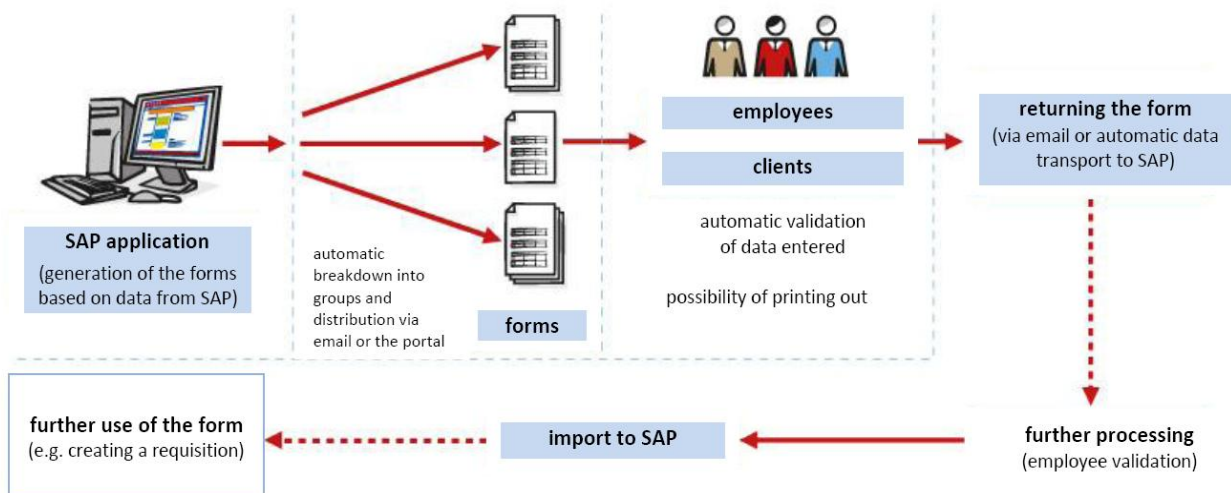 SAP application
(generation of the forms
based on data from SAP)
automatic
breakdown into
groups and
distribution via
email or the portal
forms
employees
clients
automatic validation
of data entered
possibility of printing out
returning the form
(via email or automatic data
transport to SAP)
further processing
(employee validation)
import to SAP
further use of the form
(e.g. creating a requisition)